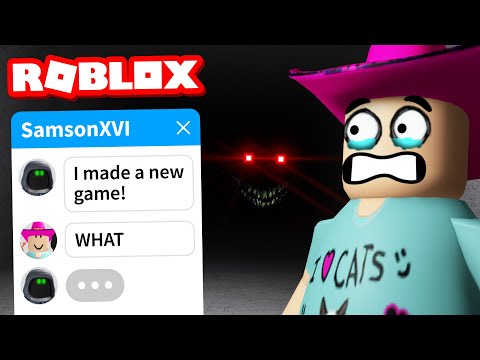 ROBLOX
SamsonXVI
I made a new
game!
WHAT
I ♥ CATS